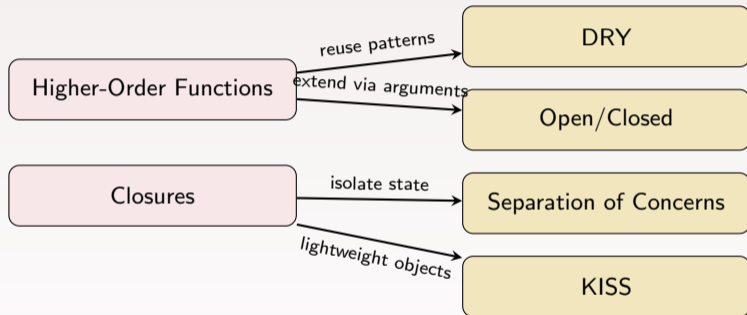 DRY
reuse patterns
Higher-Order Functions
extend via arguments
Open/Closed
Closures
isolate state
Separation of Concerns
lightweight objects
KISS